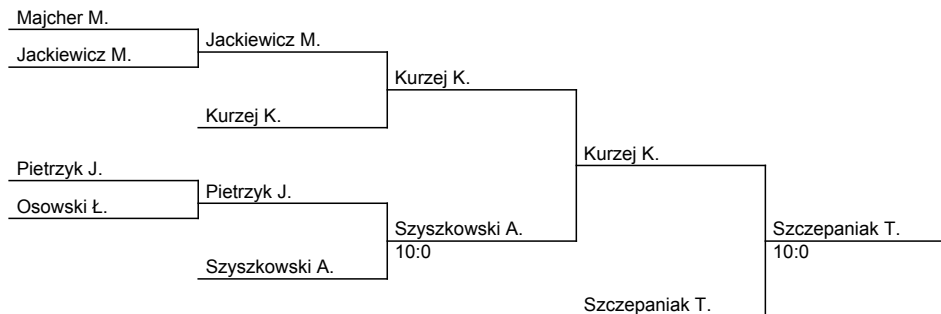 Majcher M.
Jackiewicz M.
Jackiewicz M.
Kurzej K.
Kurzej K.
Kurzej K.
Pietrzyk J.
Pietrzyk J.
Osowski Ł.
Szyszkowski A.
10:0
Szczepaniak T.
10:0
Szyszkowski A.
Szczepaniak T.